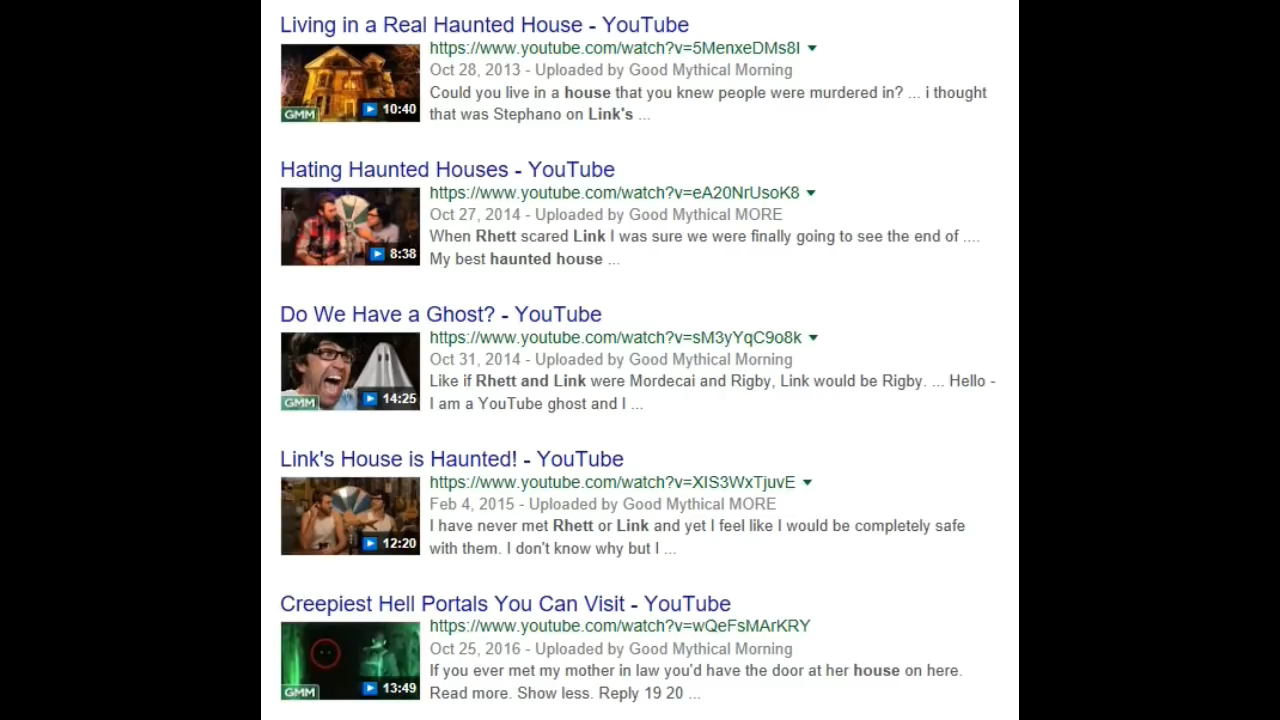 Living in a Real Haunted House - YouTube
https://www.youtube.com/watch?v=5MenxeDMs8I
Oct 28, 2013 - Uploaded by Good Mythical Morning
Could you live in a house that you knew people were murdered in? ... i thought
that was Stephano on Link's ...
GMM
10:40
Hating Haunted Houses - YouTube
https://www.youtube.com/watch?v=eA20NrUsoK8
Oct 27, 2014 - Uploaded by Good Mythical MORE
When Rhett scared Link I was sure we were finally going to see the end of ....
My best haunted house ...
8:38
Do We Have a Ghost? - YouTube
https://www.youtube.com/watch?v=sM3yYqC9o8k
Oct 31, 2014 - Uploaded by Good Mythical Morning
Like if Rhett and Link were Mordecai and Rigby, Link would be Rigby. ... Hello -
I am a YouTube ghost and I ...
GMM
14:25
Link's House is Haunted! - YouTube
https://www.youtube.com/watch?v=XIS3WxTjuvE
Feb 4, 2015 - Uploaded by Good Mythical MORE
I have never met Rhett or Link and yet I feel like I would be completely safe
with them. I don't know why but I ...
12:20
Creepiest Hell Portals You Can Visit - YouTube
https://www.youtube.com/watch?v=wQeFsMArKRY
Oct 25, 2016 - Uploaded by Good Mythical Morning
If you ever met my mother in law you'd have the door at her house on here.
Read more. Show less. Reply 19 20 ...
GMM
13:49